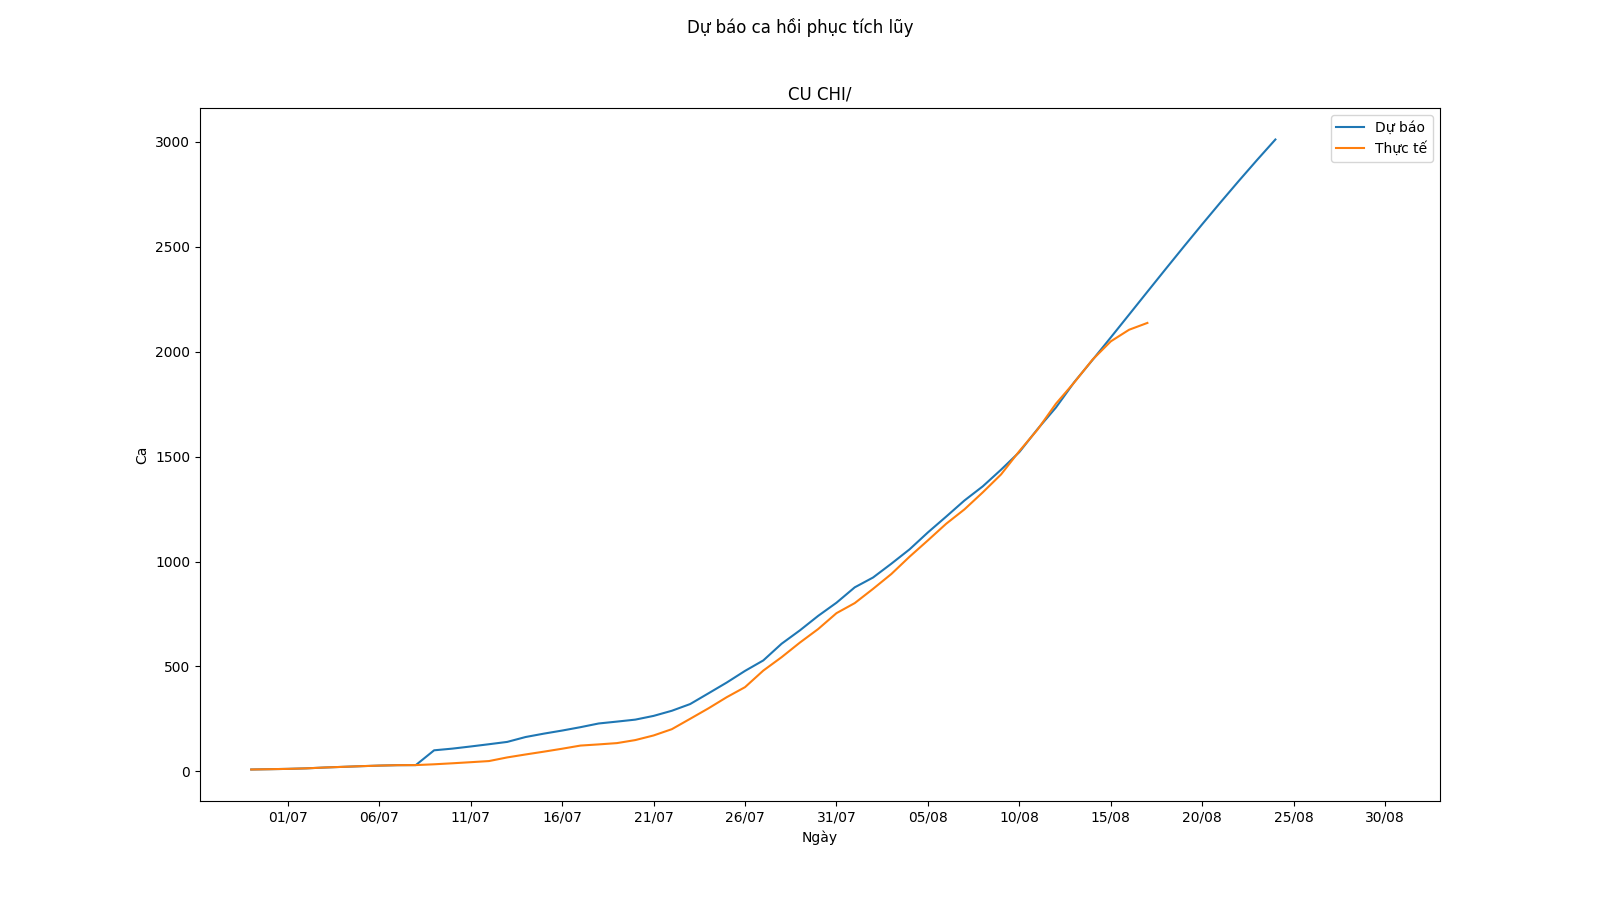 Dự báo ca hồi phục tích lũy
CU CHI/
Dự báo
Thực tế
3000
2500
2000
1500
1000
500
0
Ca
01/07 06/07 11/07 16/07 21/07 26/07 31/07 05/08 10/08 15/08 20/08 25/08 30/08
Ngày